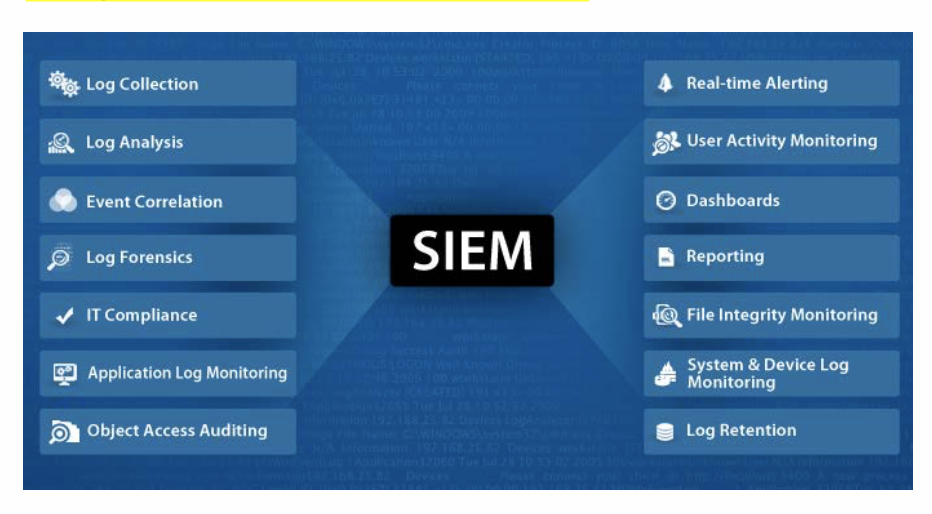 Log Collection
Log Analysis
Event Correlation
Log Forensics
IT Compliance
Application Log Monitoring
Object Access Auditing
SIEM
Real-time Alerting
User Activity Monitoring
Dashboards
Reporting
File Integrity Monitoring
System & Device Log
Monitoring
Log Retention